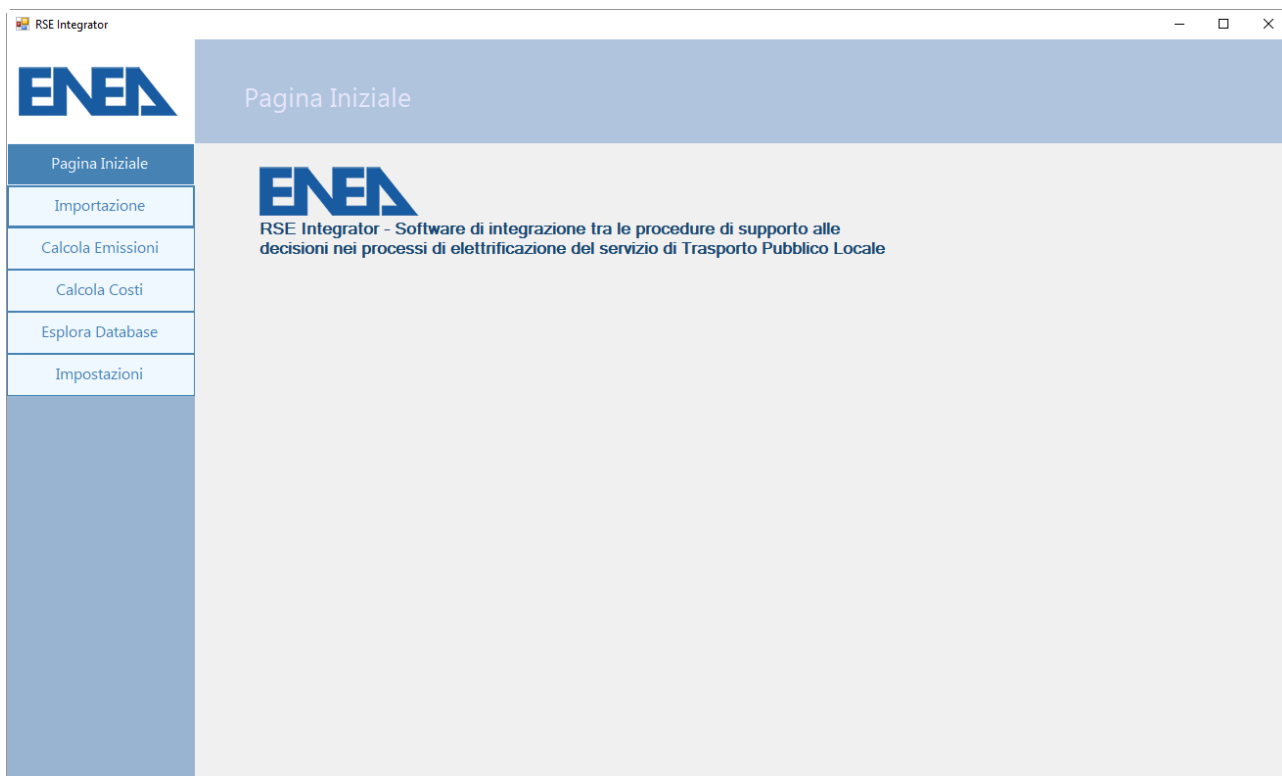 RSE Integrator
ENEA
Pagina Iniziale
Pagina Iniziale
Importazione
Calcola Emissioni
Calcola Costi
Esplora Database
Impostazioni
ENEA
RSE Integrator - Software di integrazione tra le procedure di supporto alle
decisioni nei processi di elettrificazione del servizio di Trasporto Pubblico Locale